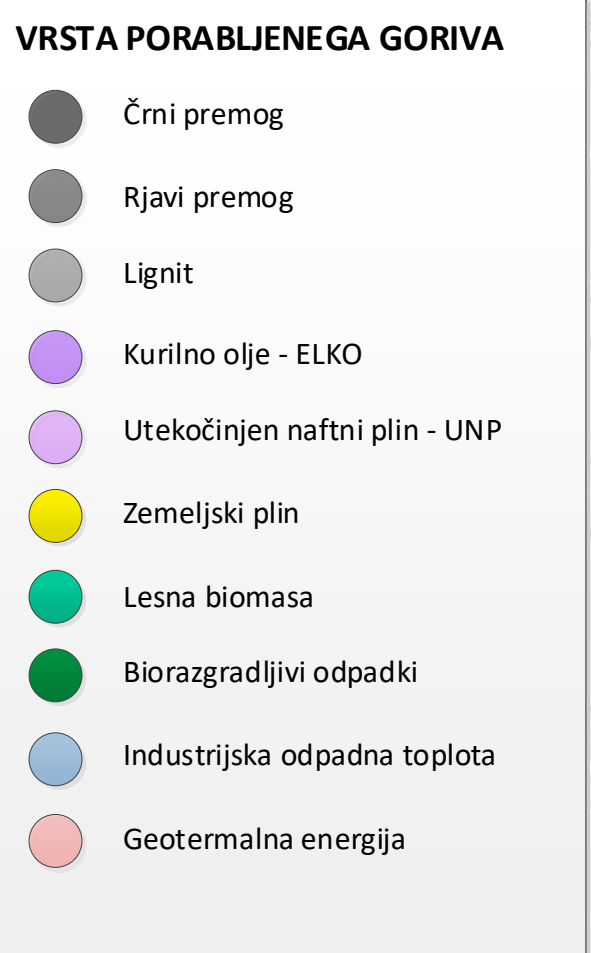 VRSTA PORABLJENEGA GORIVA
Črni premog
Rjavi premog
Lignit
Kurilno olje - ELKO
Utekočinjen naftni plin - UNP
Zemeljski plin
Lesna biomasa
Biorazgradljivi odpadki
Industrijska odpadna toplota
Geotermalna energija